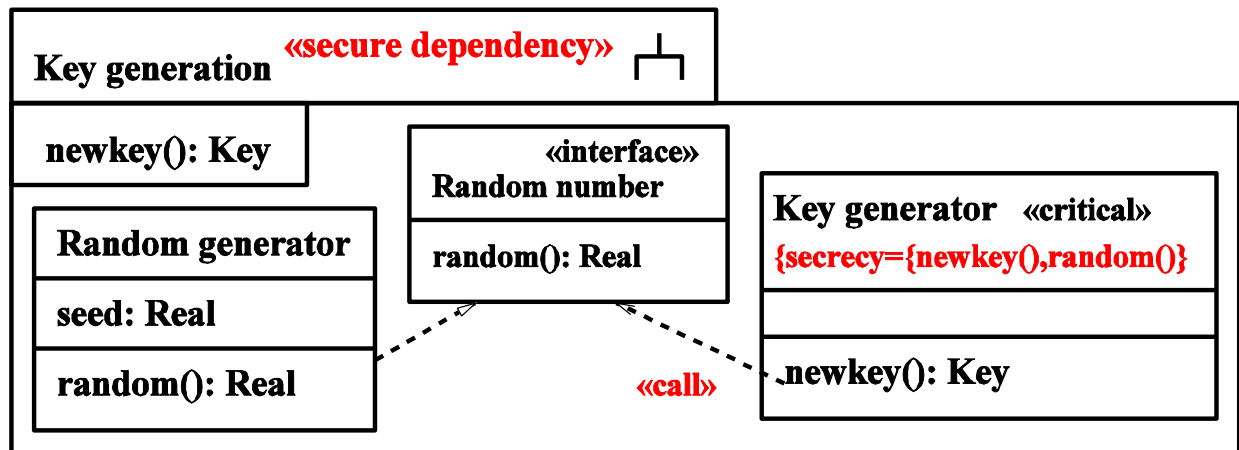 Key generation «secure dependency»
newkey(): Key
«interface»
Random number
random(): Real
Random generator
seed: Real
random(): Real
Key generator «critical»
{secrecy={newkey(),random()}
newkey(): Key
«call»